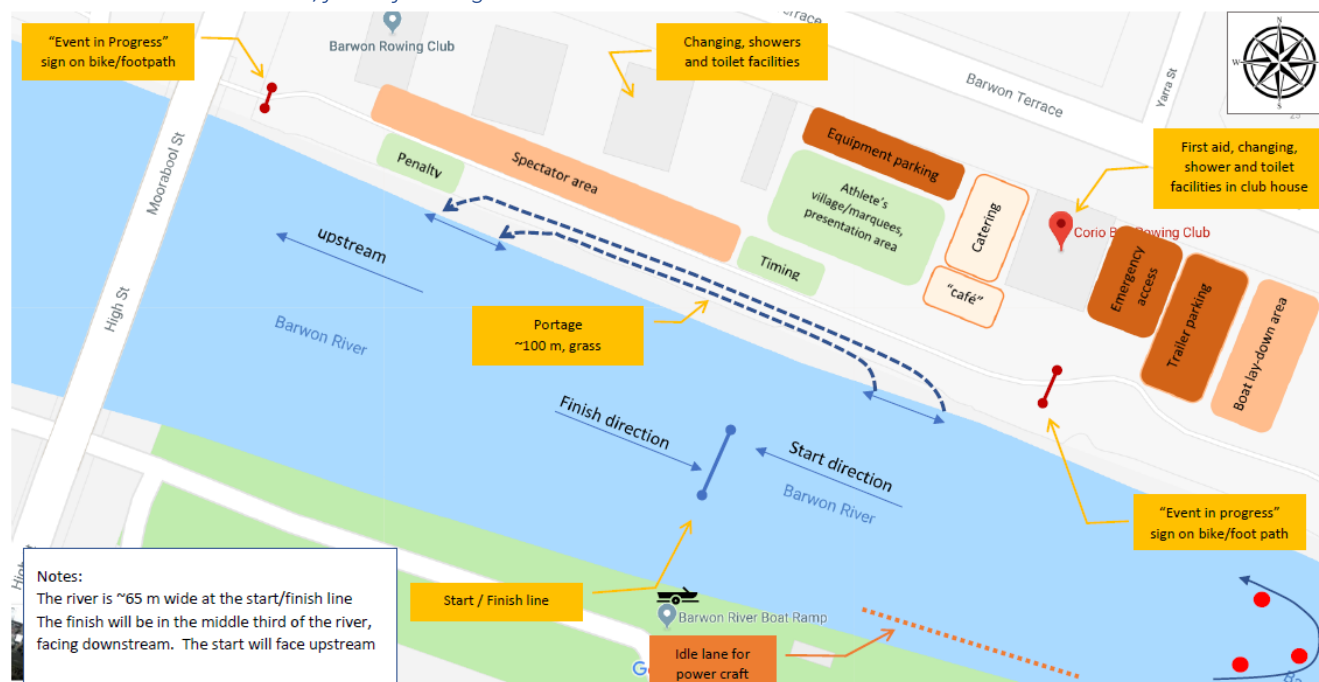 “Event in Progress”
sign on bike/footpath
Barwon Rowing Club
Changing, showers
and toilet facilities
Terrace
Barwon Terrace
Yarra St
N
W
S
25
First aid, changing,
shower and toilet
facilities in club house
Moorabool St
High St
Penalty
Spectator area
Equipment parking
Athlete’s
village/marquees,
presentation area
Catering
“café”
Timing
Corio B
Rowing Club
Emergency
access
Trailer parking
Boat lay-down area
upstream
Barwon River
Portage
~100 m, grass
Finish direction
Start direction
Barwon River
“Event in progress”
sign on bike/foot path
Start / Finish line
Barwon River Boat Ramp
Idle lane for
power craft
Notes:
The river is ~65 m wide at the start/finish line
The finish will be in the middle third of the river,
facing downstream.  The start will face upstream